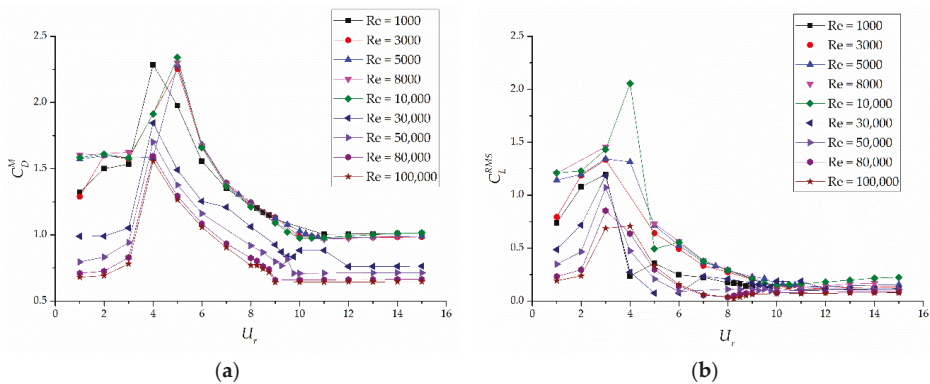 Re = 1000
Re = 3000
Re = 5000
Re = 8000
Re = 10,000
Re = 30,000
Re = 50,000
Re = 80,000
Re = 100,000
2.5
2.0
1.5
1.0
0.5
C_D^M
0 2 4 6 8 10 12 14 16
U_r
(a)
Re = 1000
Re = 3000
Re = 5000
Re = 8000
Re = 10,000
Re = 30,000
Re = 50,000
Re = 80,000
Re = 100,000
2.5
2.0
1.5
1.0
0.5
0.0
C_L^RMS
0 2 4 6 8 10 12 14 16
U_r
(b)